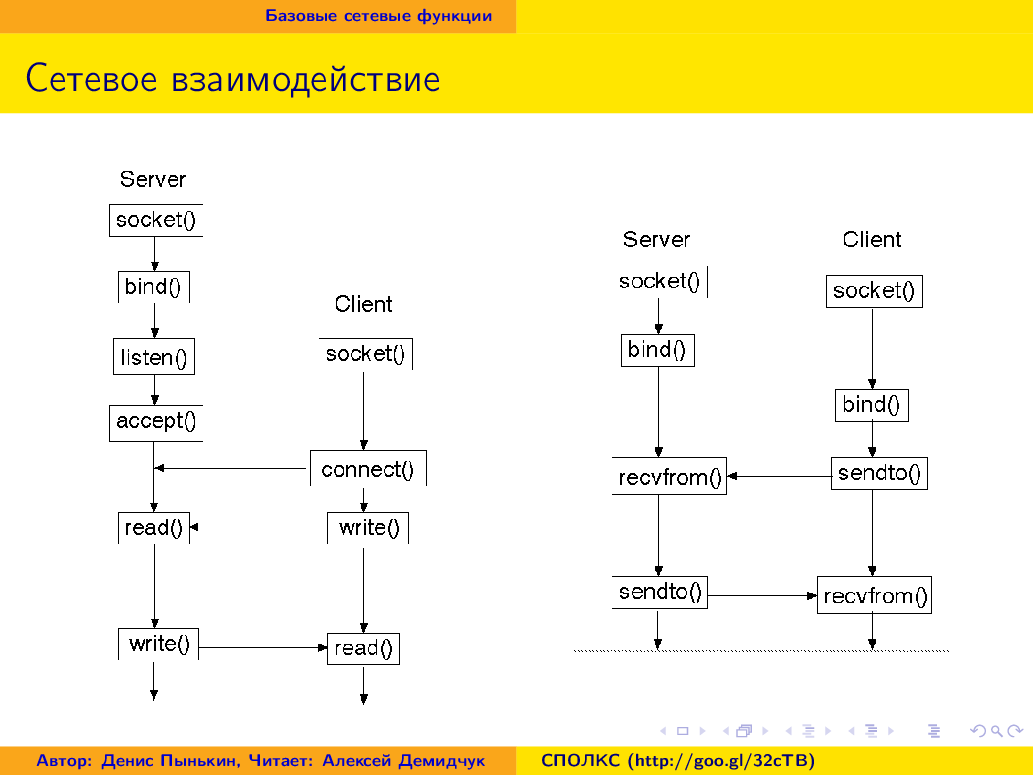 Базовые сетевые функции
Сетевое взаимодействие
Server
socket()
bind()
listen()
accept()
read()
write()
Client
socket()
connect()
write()
read()
Server
socket()
bind()
recvfrom()
sendto()
Client
socket()
bind()
sendto()
recvfrom()
Автор: Денис Пынькин, Читает: Алексей Демидчук
СПОЛКС (http://goo.gl/32cTB)